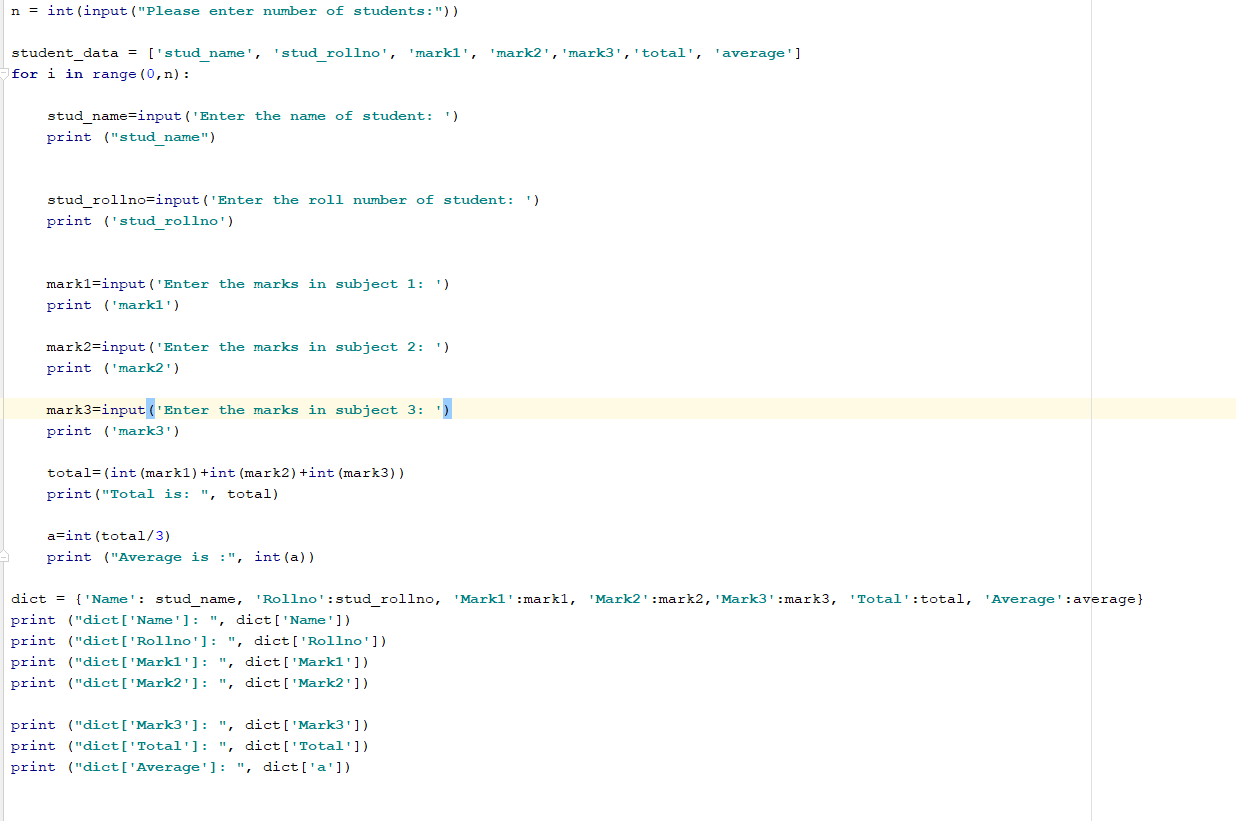 n = int(input("Please enter number of students:"))
student_data = ['stud_name', 'stud_rollno', 'mark1', 'mark2','mark3','total', 'average']
for i in range(0,n):
    stud_name=input('Enter the name of student: ')
    print ("stud_name")
    stud_rollno=input('Enter the roll number of student: ')
    print ('stud_rollno')
    mark1=input('Enter the marks in subject 1: ')
    print ('mark1')
    mark2=input('Enter the marks in subject 2: ')
    print ('mark2')
    mark3=input('Enter the marks in subject 3: ')
    print ('mark3')
    total=(int(mark1)+int(mark2)+int(mark3))
    print("Total is: ", total)
    a=int(total/3)
    print ("Average is :", int(a))
dict = {'Name': stud_name, 'Rollno':stud_rollno, 'Mark1':mark1, 'Mark2':mark2,'Mark3':mark3, 'Total':total, 'Average':average}
print ("dict['Name']: ", dict['Name'])
print ("dict['Rollno']: ", dict['Rollno'])
print ("dict['Mark1']: ", dict['Mark1'])
print ("dict['Mark2']: ", dict['Mark2'])
print ("dict['Mark3']: ", dict['Mark3'])
print ("dict['Total']: ", dict['Total'])
print ("dict['Average']: ", dict['a'])